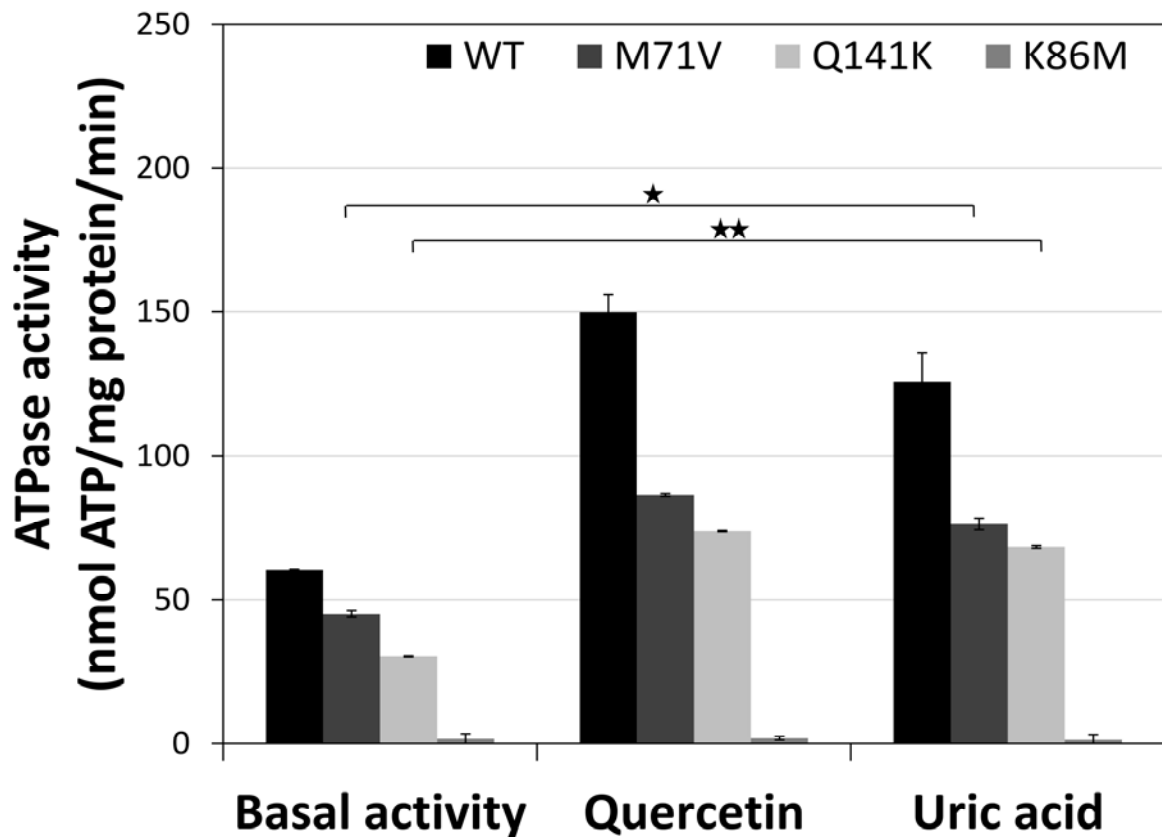 250
WT M71V Q141K K86M
200
★
★★
150
100
50
0
ATPase activity
(nmol ATP/mg protein/min)
Basal activity Quercetin Uric acid